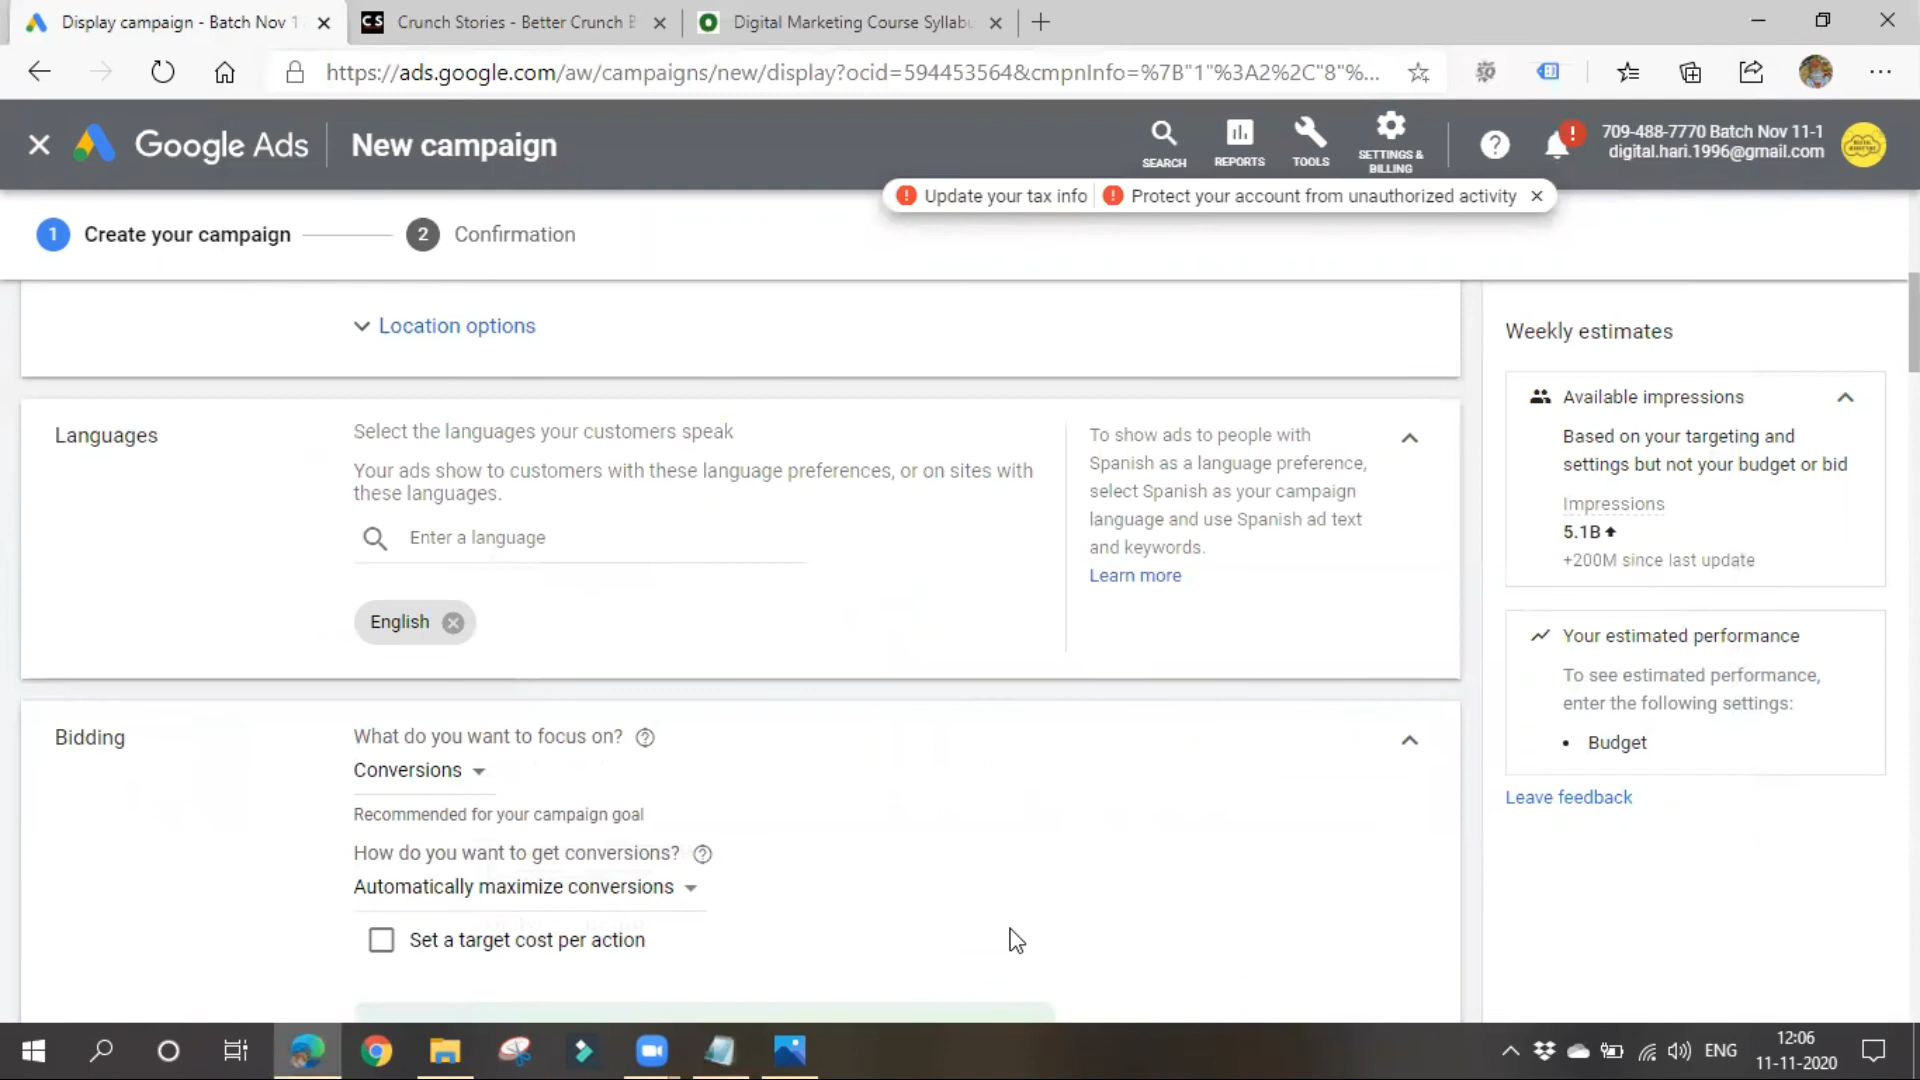 Display campaign - Batch Nov 1
Crunch Stories - Better Crunch B
Digital Marketing Course Syllabu
https://ads.google.com/aw/campaigns/new/display?ocid=594453564&cmpnInfo=%7B"1"%3A2%2C"8"%...
Google Ads
New campaign
SEARCH
REPORTS
TOOLS
SETTINGS &
BILLING
709-488-7770 Batch Nov 11-1
digital.hari.1996@gmail.com
Update your tax info
Protect your account from unauthorized activity
1 Create your campaign
2 Confirmation
Location options
Languages
Select the languages your customers speak
Your ads show to customers with these language preferences, or on sites with
these languages.
Enter a language
English
To show ads to people with
Spanish as a language preference,
select Spanish as your campaign
language and use Spanish ad text
and keywords.
Learn more
Bidding
What do you want to focus on?
Conversions
Recommended for your campaign goal
How do you want to get conversions?
Automatically maximize conversions
Set a target cost per action
Weekly estimates
Available impressions
Based on your targeting and
settings but not your budget or bid
Impressions
5.1B
+200M since last update
Your estimated performance
To see estimated performance,
enter the following settings:
• Budget
Leave feedback
ENG
12:06
11-11-2020